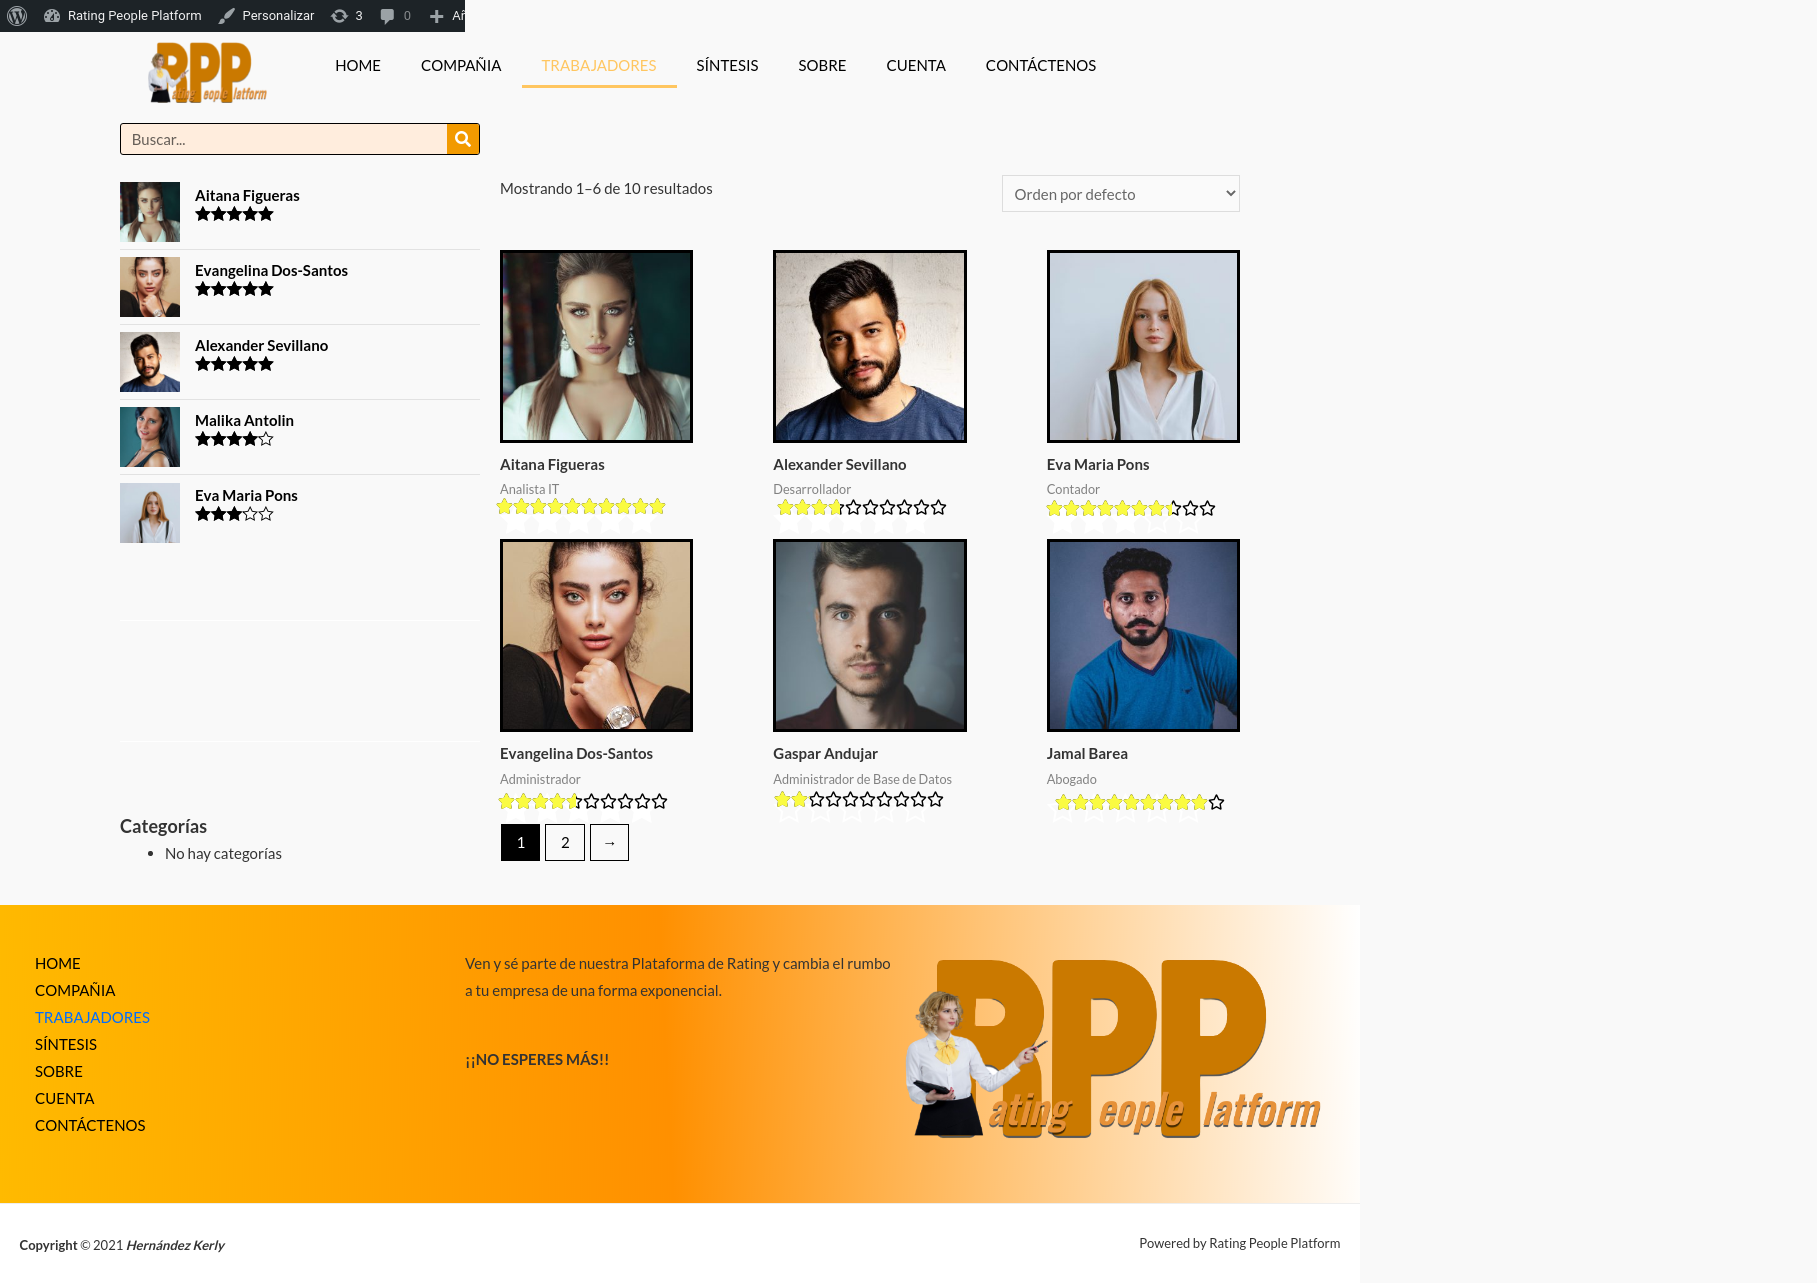 Rating People Platform Personalizar 3 0
HOME COMPAÑIA TRABAJADORES SÍNTESIS SOBRE CUENTA CONTÁCTENOS
RPP
ating eople latform
Buscar...
Aitana Figueras
Evangelina Dos-Santos
Alexander Sevillano
Malika Antolin
Eva Maria Pons
Categorías
No hay categorías
Mostrando 1–6 de 10 resultados
Orden por defecto
Aitana Figueras
Analista IT
Alexander Sevillano
Desarrollador
Eva Maria Pons
Contador
Evangelina Dos-Santos
Administrador
Gaspar Andujar
Administrador de Base de Datos
Jamal Barea
Abogado
1 2 →
HOME
COMPAÑIA
TRABAJADORES
SÍNTESIS
SOBRE
CUENTA
CONTÁCTENOS
Ven y sé parte de nuestra Plataforma de Rating y cambia el rumbo
a tu empresa de una forma exponencial.
¡¡NO ESPERES MÁS!!
RPP
ating eople latform
Copyright © 2021 Hernández Kerly
Powered by Rating People Platform